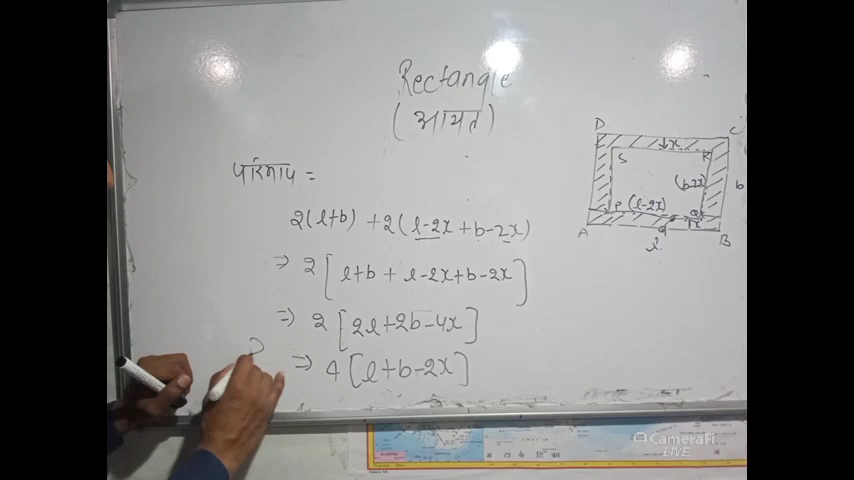 Rectangle
(आयत)
परिमाप =
2(l+b) + 2(l-2x + b-2x)
⇒ 2[l+b + l-2x+b-2x]
⇒ 2[2l+2b-4x]
P ⇒ 4[l+b-2x]
D C
x
S R
(b-2x) b
P (l-2x) Q
x
A B
l
CameraFi
LIVE